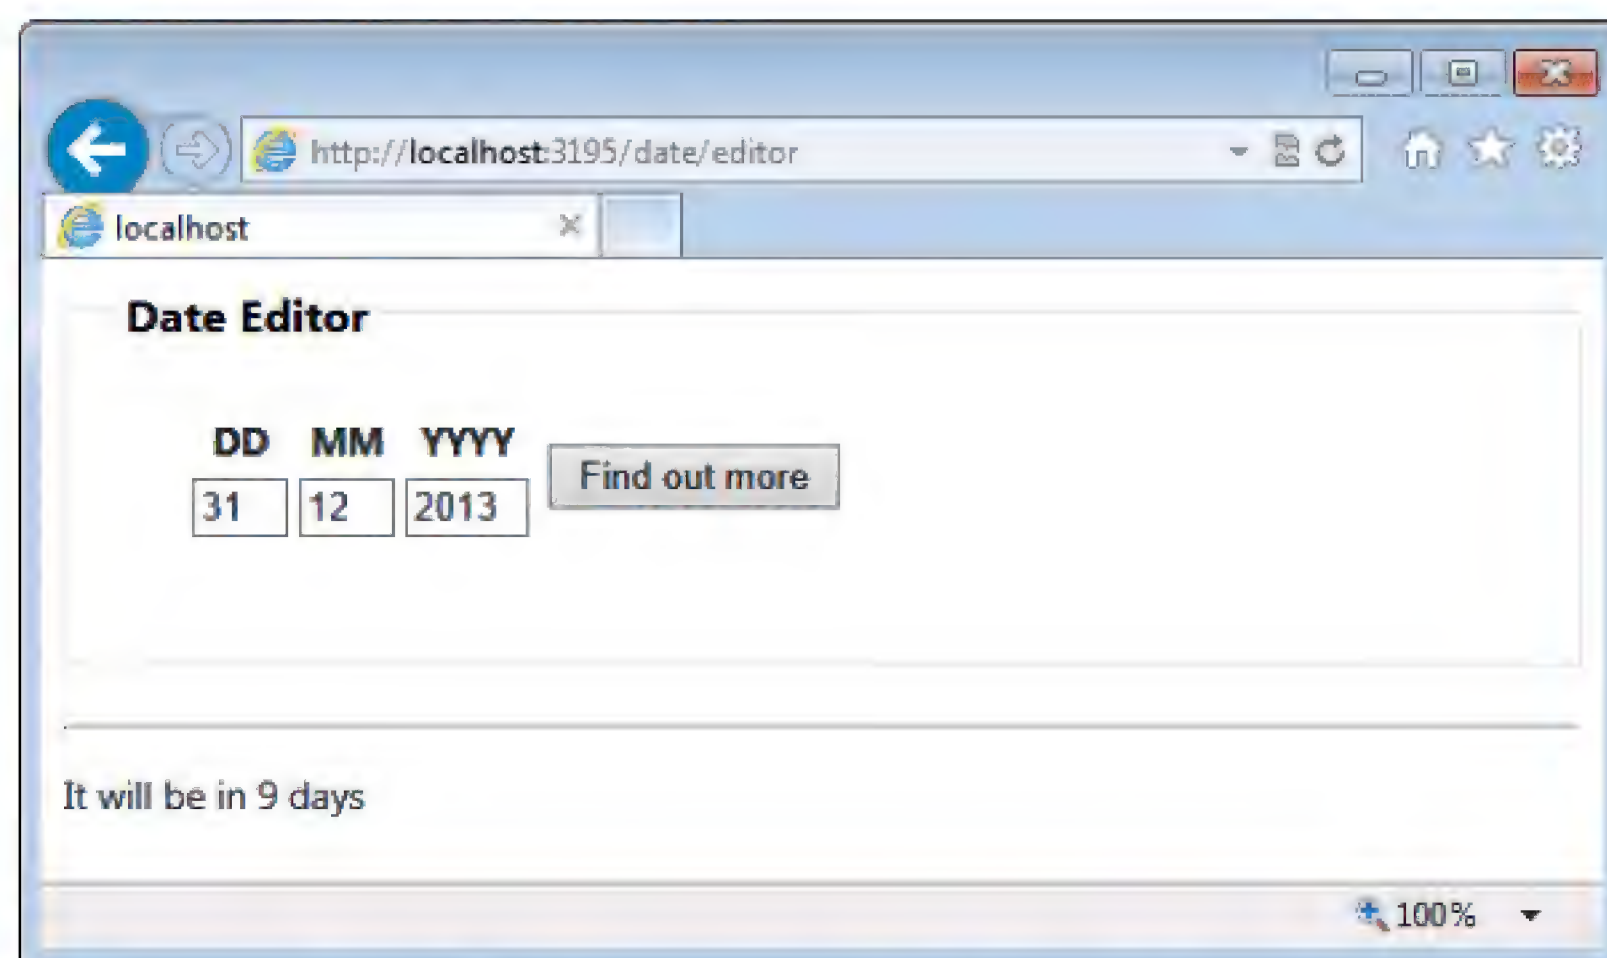 http://localhost:3195/date/editor
localhost
Date Editor
DD MM YYYY
Find out more
31 12 2013
It will be in 9 days
100%